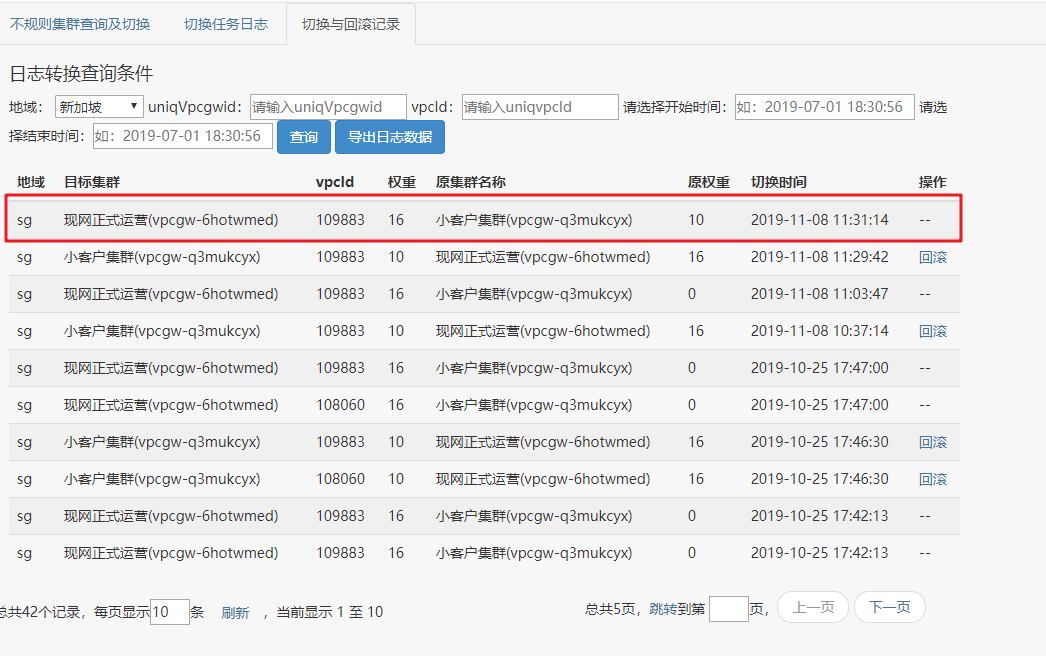 不规则集群查询及切换 切换任务日志 切换与回滚记录
日志转换查询条件
地域： 新加坡 uniqVpcgwid： 请输入uniqVpcgwid vpcId： 请输入uniqvpcId 请选择开始时间： 如：2019-07-01 18:30:56 请选
择结束时间： 如：2019-07-01 18:30:56 查询 导出日志数据
地域 目标集群 vpcId 权重 原集群名称 原权重 切换时间 操作
sg 现网正式运营(vpcgw-6hotwmed) 109883 16 小客户集群(vpcgw-q3mukcyx) 10 2019-11-08 11:31:14 --
sg 小客户集群(vpcgw-q3mukcyx) 109883 10 现网正式运营(vpcgw-6hotwmed) 16 2019-11-08 11:29:42 回滚
sg 现网正式运营(vpcgw-6hotwmed) 109883 16 小客户集群(vpcgw-q3mukcyx) 0 2019-11-08 11:03:47 --
sg 小客户集群(vpcgw-q3mukcyx) 109883 10 现网正式运营(vpcgw-6hotwmed) 16 2019-11-08 10:37:14 回滚
sg 现网正式运营(vpcgw-6hotwmed) 109883 16 小客户集群(vpcgw-q3mukcyx) 0 2019-10-25 17:47:00 --
sg 现网正式运营(vpcgw-6hotwmed) 108060 16 小客户集群(vpcgw-q3mukcyx) 0 2019-10-25 17:47:00 --
sg 小客户集群(vpcgw-q3mukcyx) 109883 10 现网正式运营(vpcgw-6hotwmed) 16 2019-10-25 17:46:30 回滚
sg 小客户集群(vpcgw-q3mukcyx) 108060 10 现网正式运营(vpcgw-6hotwmed) 16 2019-10-25 17:46:30 回滚
sg 现网正式运营(vpcgw-6hotwmed) 109883 16 小客户集群(vpcgw-q3mukcyx) 0 2019-10-25 17:42:13 --
sg 现网正式运营(vpcgw-6hotwmed) 109883 16 小客户集群(vpcgw-q3mukcyx) 0 2019-10-25 17:42:13 --
总共42个记录，每页显示 10 条 刷新 ，当前显示 1 至 10 总共5页，跳转到第 页， 上一页 下一页